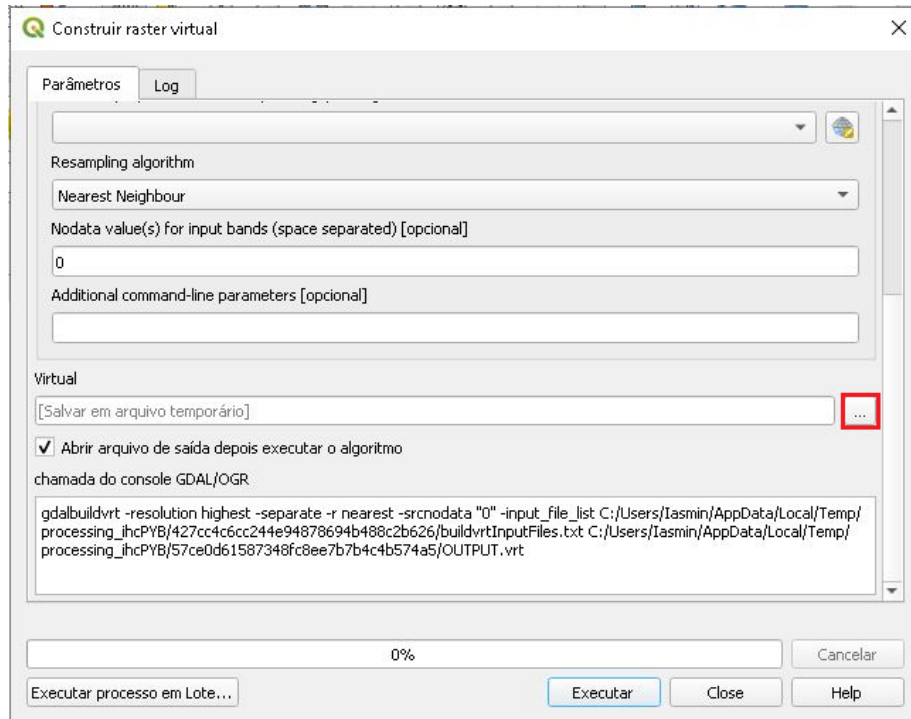 Construir raster virtual
Parâmetros
Log
Resampling algorithm
Nearest Neighbour
Nodata value(s) for input bands (space separated) [opcional]
0
Additional command-line parameters [opcional]
Virtual
[Salvar em arquivo temporário]
...
Abrir arquivo de saída depois executar o algoritmo
chamada do console GDAL/OGR
gdalbuildvrt -resolution highest -separate -r nearest -srcnodata "0" -input_file_list C:/Users/Iasmin/AppData/Local/Temp/
processing_ihcPYB/427cc4c6cc244e94878694b488c2b626/buildvrtInputFiles.txt C:/Users/Iasmin/AppData/Local/Temp/
processing_ihcPYB/57ce0d61587348fc8ee7b7b4c4b574a5/OUTPUT.vrt
0%
Cancelar
Executar processo em Lote...
Executar
Close
Help